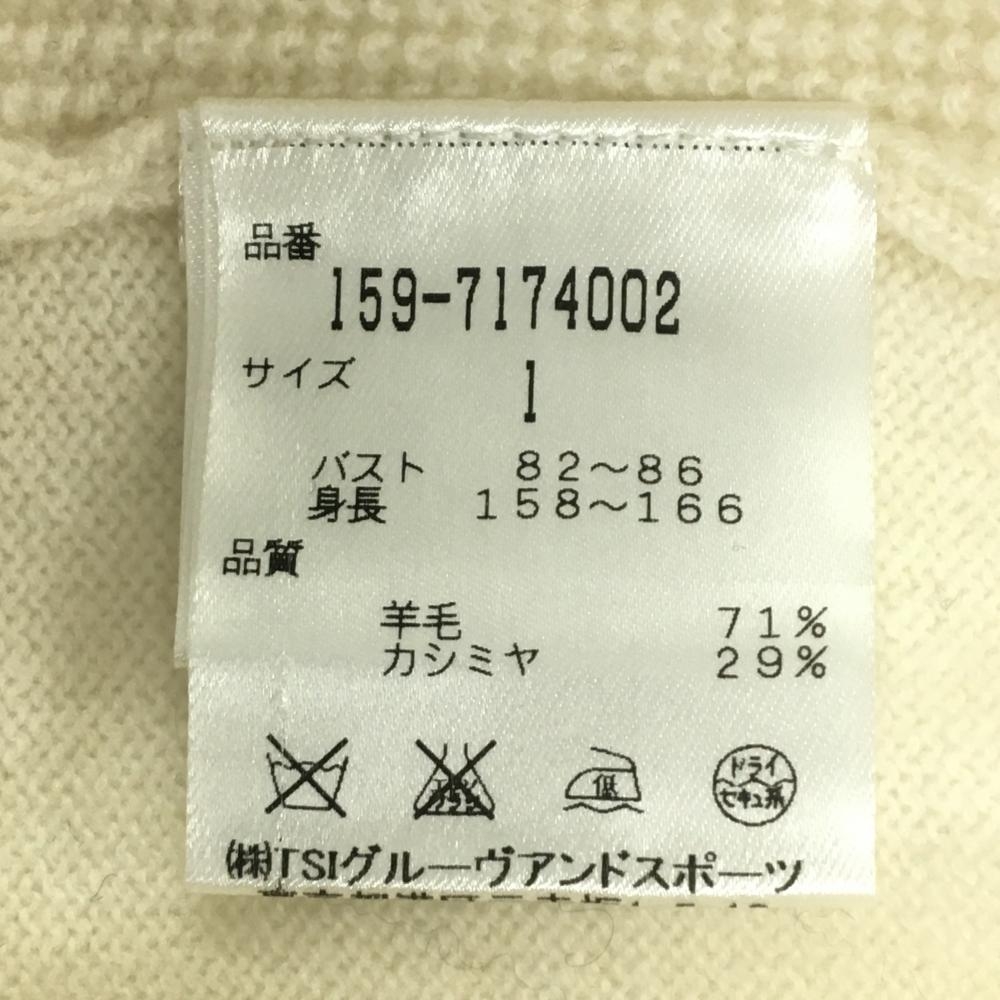 品番
159-7174002
サイズ 1
バスト 82～86
身長 158～166
品質
羊毛 71%
カシミヤ 29%
低 ドライ
セキュ系
㈱TSIグルーヴアンドスポーツ